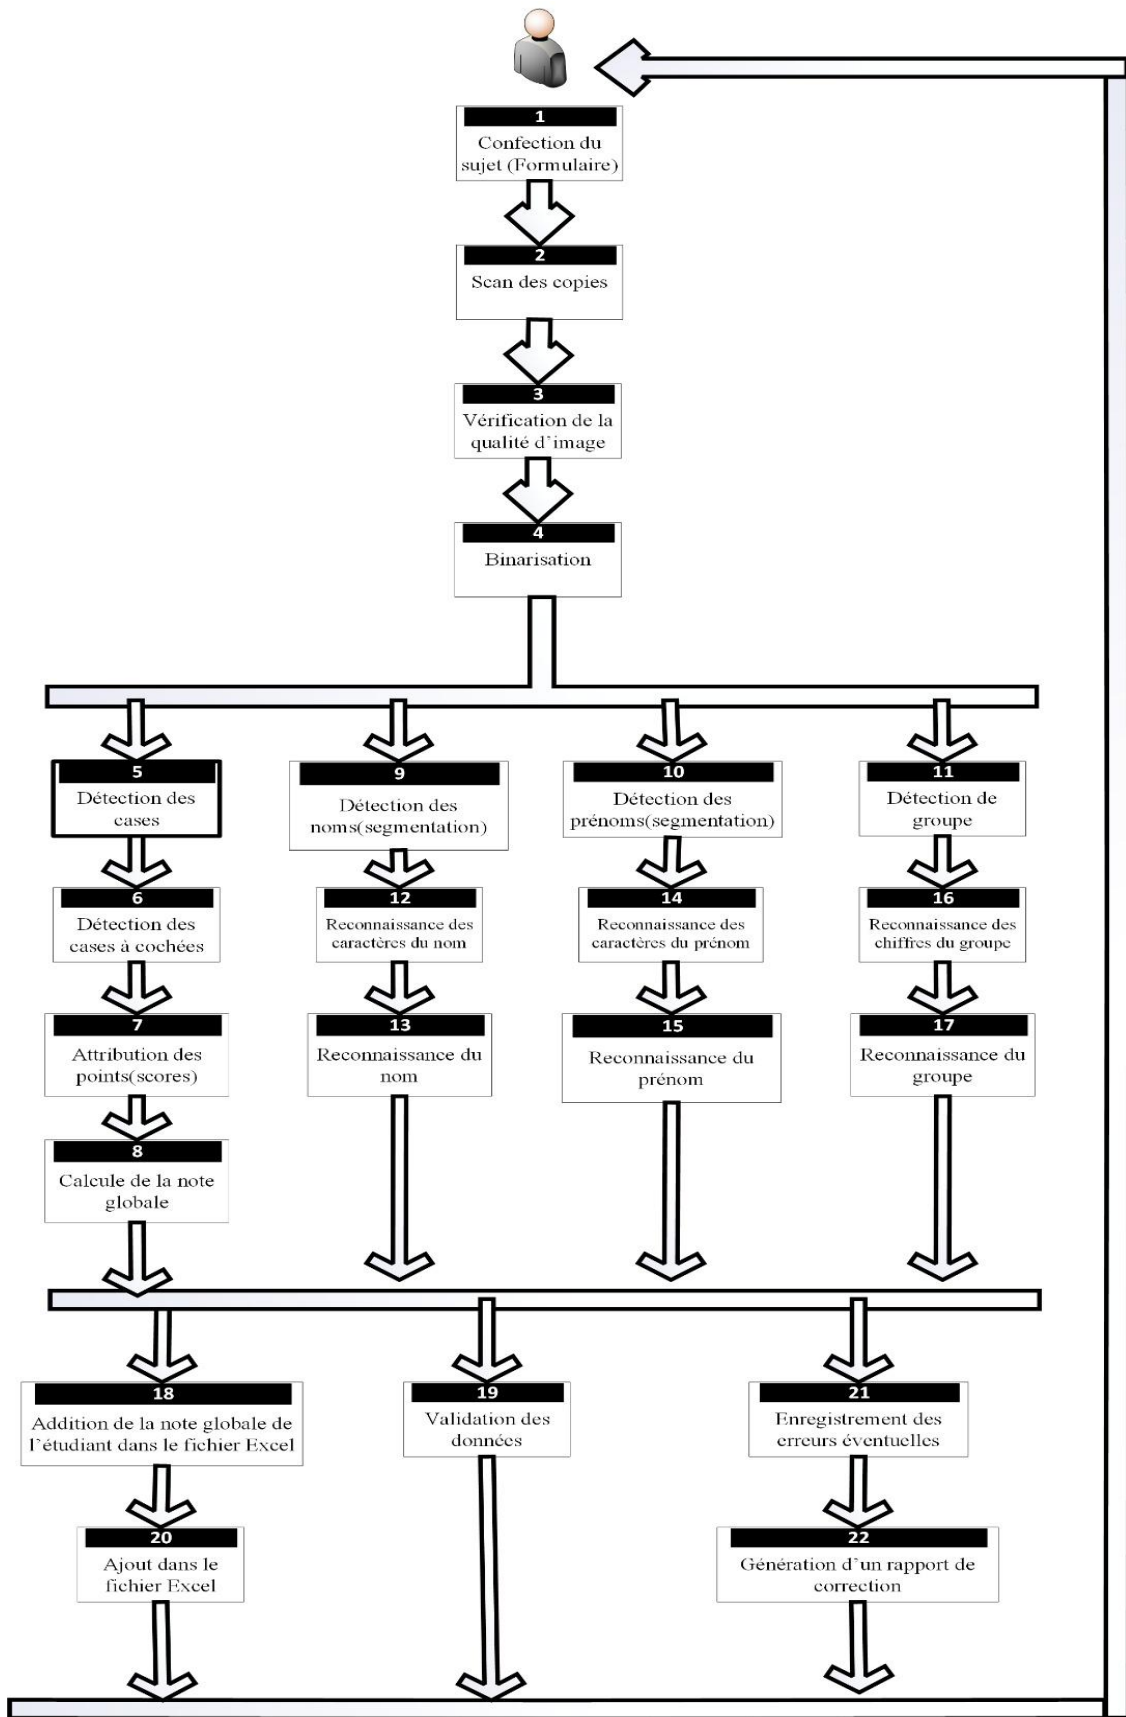 1
Confection du
sujet (Formulaire)
2
Scan des copies
3
Vérification de la
qualité d'image
4
Binarisation
5
Détection des
cases
6
Détection des
cases à cochées
7
Attribution des
points(scores)
8
Calcule de la note
globale
9
Détection des
noms(segmentation)
12
Reconnaissance des
caractères du nom
13
Reconnaissance du
nom
10
Détection des
prénoms(segmentation)
14
Reconnaissance des
caractères du prénom
15
Reconnaissance du
prénom
11
Détection de
groupe
16
Reconnaissance des
chiffres du groupe
17
Reconnaissance du
groupe
18
Addition de la note globale de
l'étudiant dans le fichier Excel
20
Ajout dans le
fichier Excel
19
Validation des
données
21
Enregistrement des
erreurs éventuelles
22
Génération d'un rapport de
correction